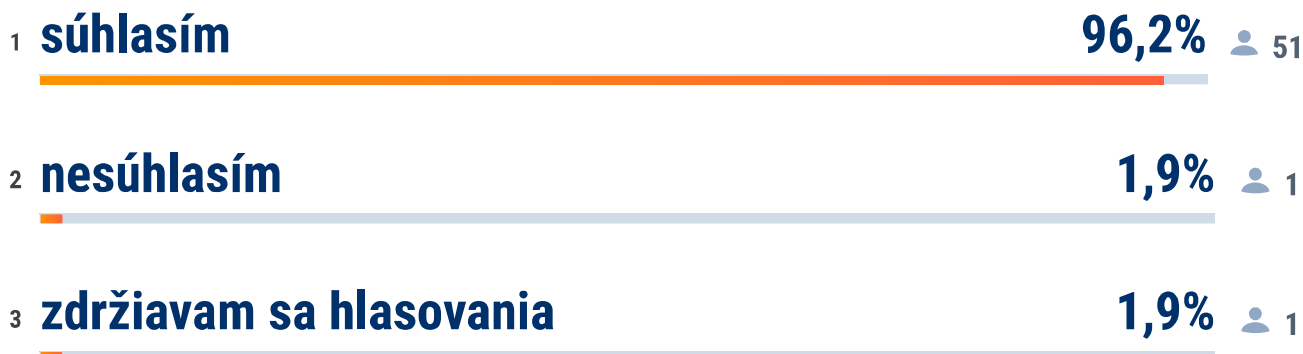 1 súhlasím 96,2% 51
2 nesúhlasím 1,9% 1
3 zdržiavam sa hlasovania 1,9% 1